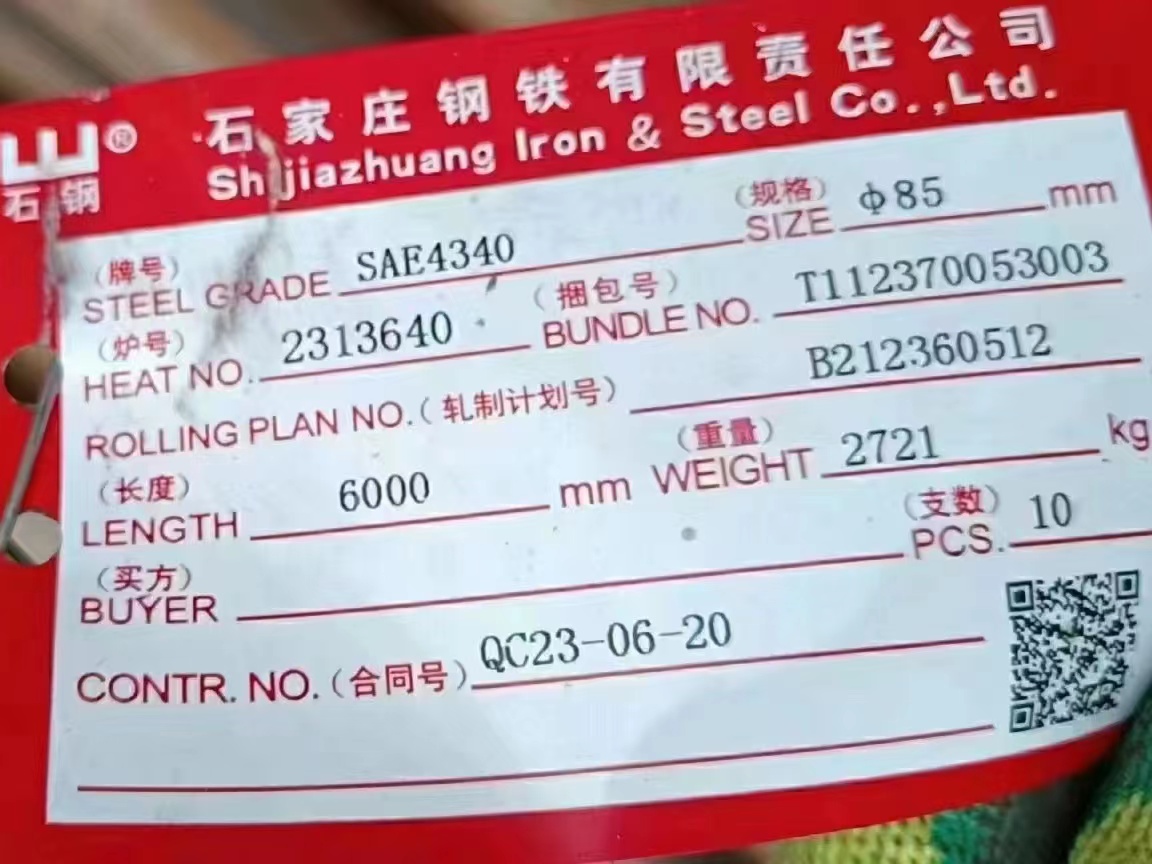 石家庄钢铁有限责任公司
Shijiazhuang Iron & Steel Co.,Ltd.
® 石钢
(牌号) STEEL GRADE SAE4340 (规格) SIZE Φ85 mm
(炉号) HEAT NO. 2313640 (捆包号) BUNDLE NO. T112370053003
ROLLING PLAN NO.(轧制计划号) B212360512
(长度) LENGTH 6000 mm (重量) WEIGHT 2721 kg
(买方) BUYER (支数) PCS. 10
CONTR. NO.(合同号) QC23-06-20